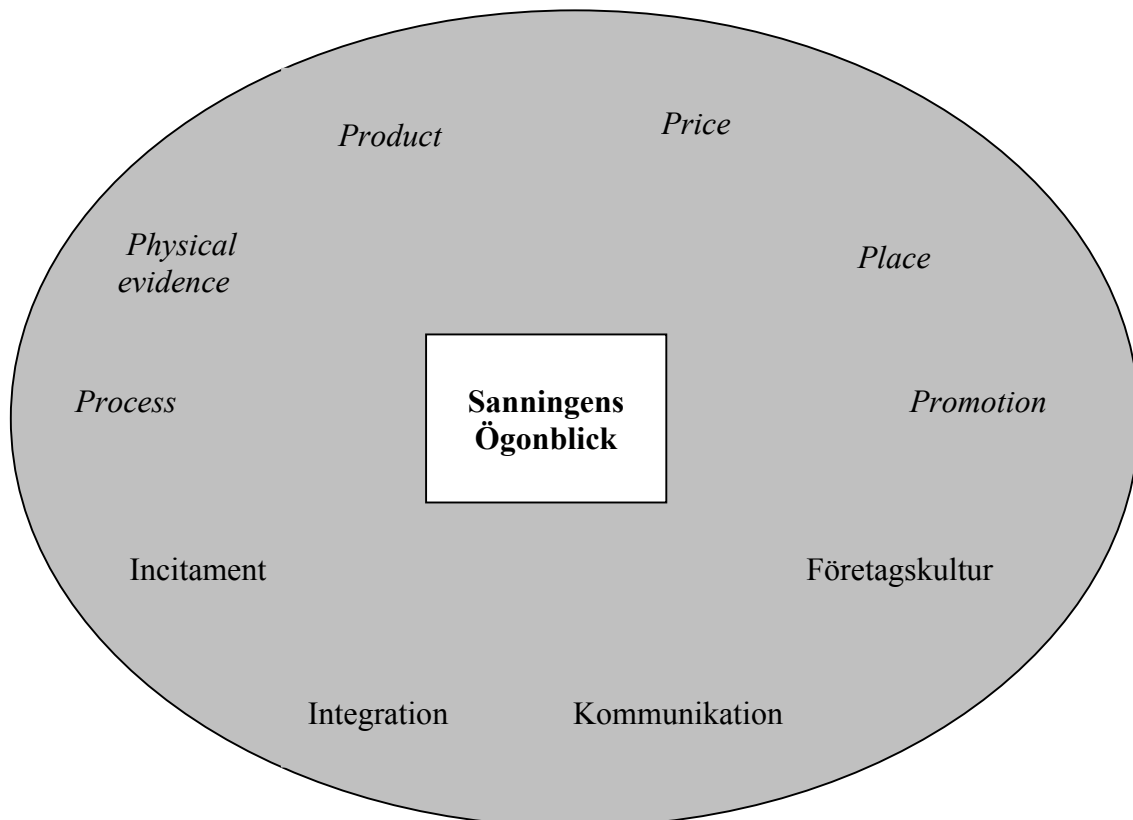 Product
Price
Physical
evidence
Place
Process
Sanningens
Ögonblick
Promotion
Incitament
Företagskultur
Integration
Kommunikation